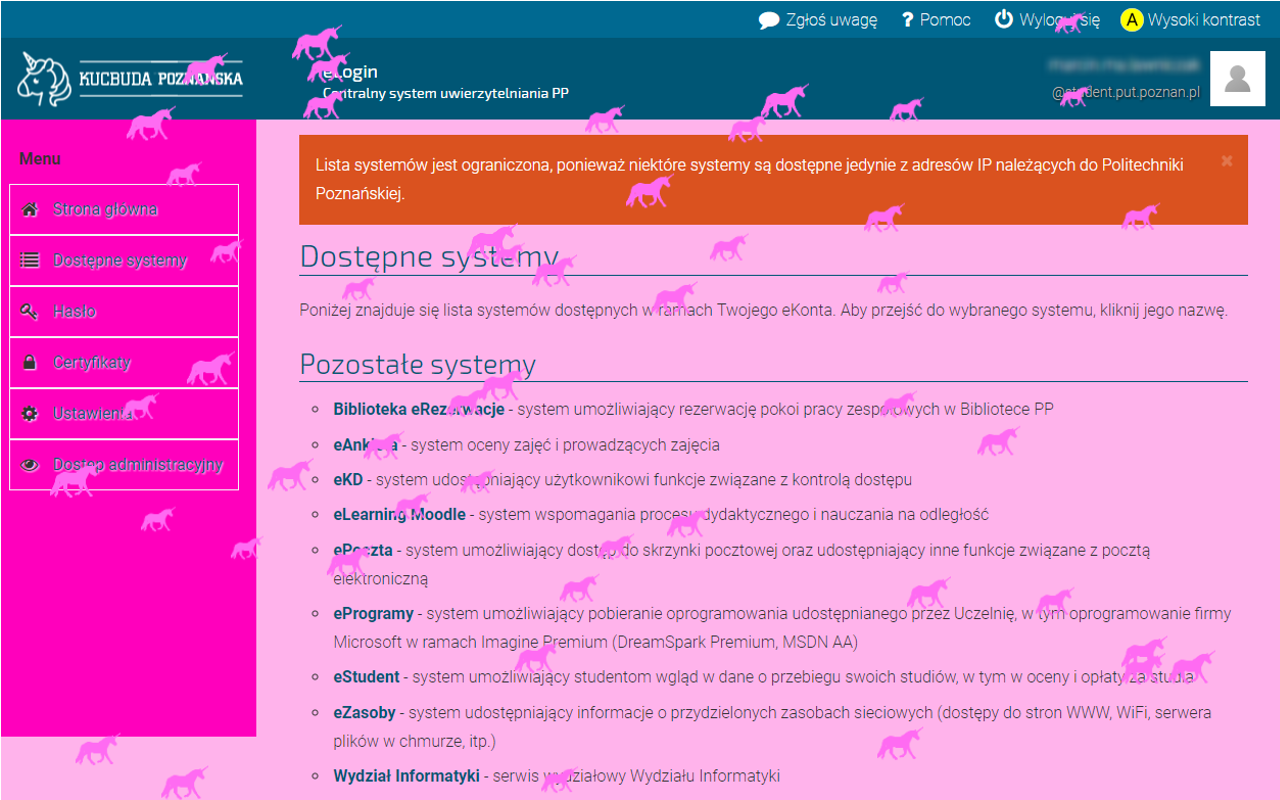 Zgłoś uwagę
Pomoc
Wyloguj się
A Wysoki kontrast
KUCBUDA POZNAŃSKA
eLogin
Centralny system uwierzytelniania PP
@student.put.poznan.pl
Menu
Strona główna
Dostępne systemy
Hasło
Certyfikaty
Ustawienia
Dostęp administracyjny
Lista systemów jest ograniczona, ponieważ niektóre systemy są dostępne jedynie z adresów IP należących do Politechniki
Poznańskiej.
×
Dostępne systemy
Poniżej znajduje się lista systemów dostępnych w ramach Twojego eKonta. Aby przejść do wybranego systemu, kliknij jego nazwę.
Pozostałe systemy
Biblioteka eRezerwacje - system umożliwiający rezerwację pokoi pracy zespołowych w Bibliotece PP
eAnkieta - system oceny zajęć i prowadzących zajęcia
eKD - system udostępniający użytkownikowi funkcje związane z kontrolą dostępu
eLearning Moodle - system wspomagania procesu dydaktycznego i nauczania na odległość
ePoczta - system umożliwiający dostęp do skrzynki pocztowej oraz udostępniający inne funkcje związane z pocztą
elektroniczną
eProgramy - system umożliwiający pobieranie oprogramowania udostępnianego przez Uczelnię, w tym oprogramowanie firmy
Microsoft w ramach Imagine Premium (DreamSpark Premium, MSDN AA)
eStudent - system umożliwiający studentom wgląd w dane o przebiegu swoich studiów, w tym w oceny i opłaty za studia
eZasoby - system udostępniający informacje o przydzielonych zasobach sieciowych (dostępy do stron WWW, WiFi, serwera
plików w chmurze, itp.)
Wydział Informatyki - serwis wydziałowy Wydziału Informatyki